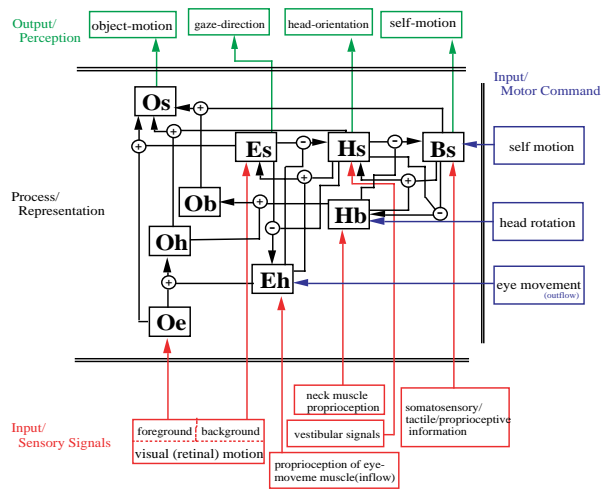 Output/
Perception
object-motion
gaze-direction
head-orientation
self-motion
Input/
Motor Command
Os
+
+
+
+
Es
-
Hs
-
Bs
self motion
Process/
Representation
Ob
+
+
+
-
-
Hb
-
head rotation
Oh
-
Eh
eye movement
(outflow)
+
Oe
Input/
Sensory Signals
foreground
background
visual (retinal) motion
neck muscle
proprioception
vestibular signals
proprioception of eye-
moveme muscle(inflow)
somatosensory/
tactile/proprioceptive
information